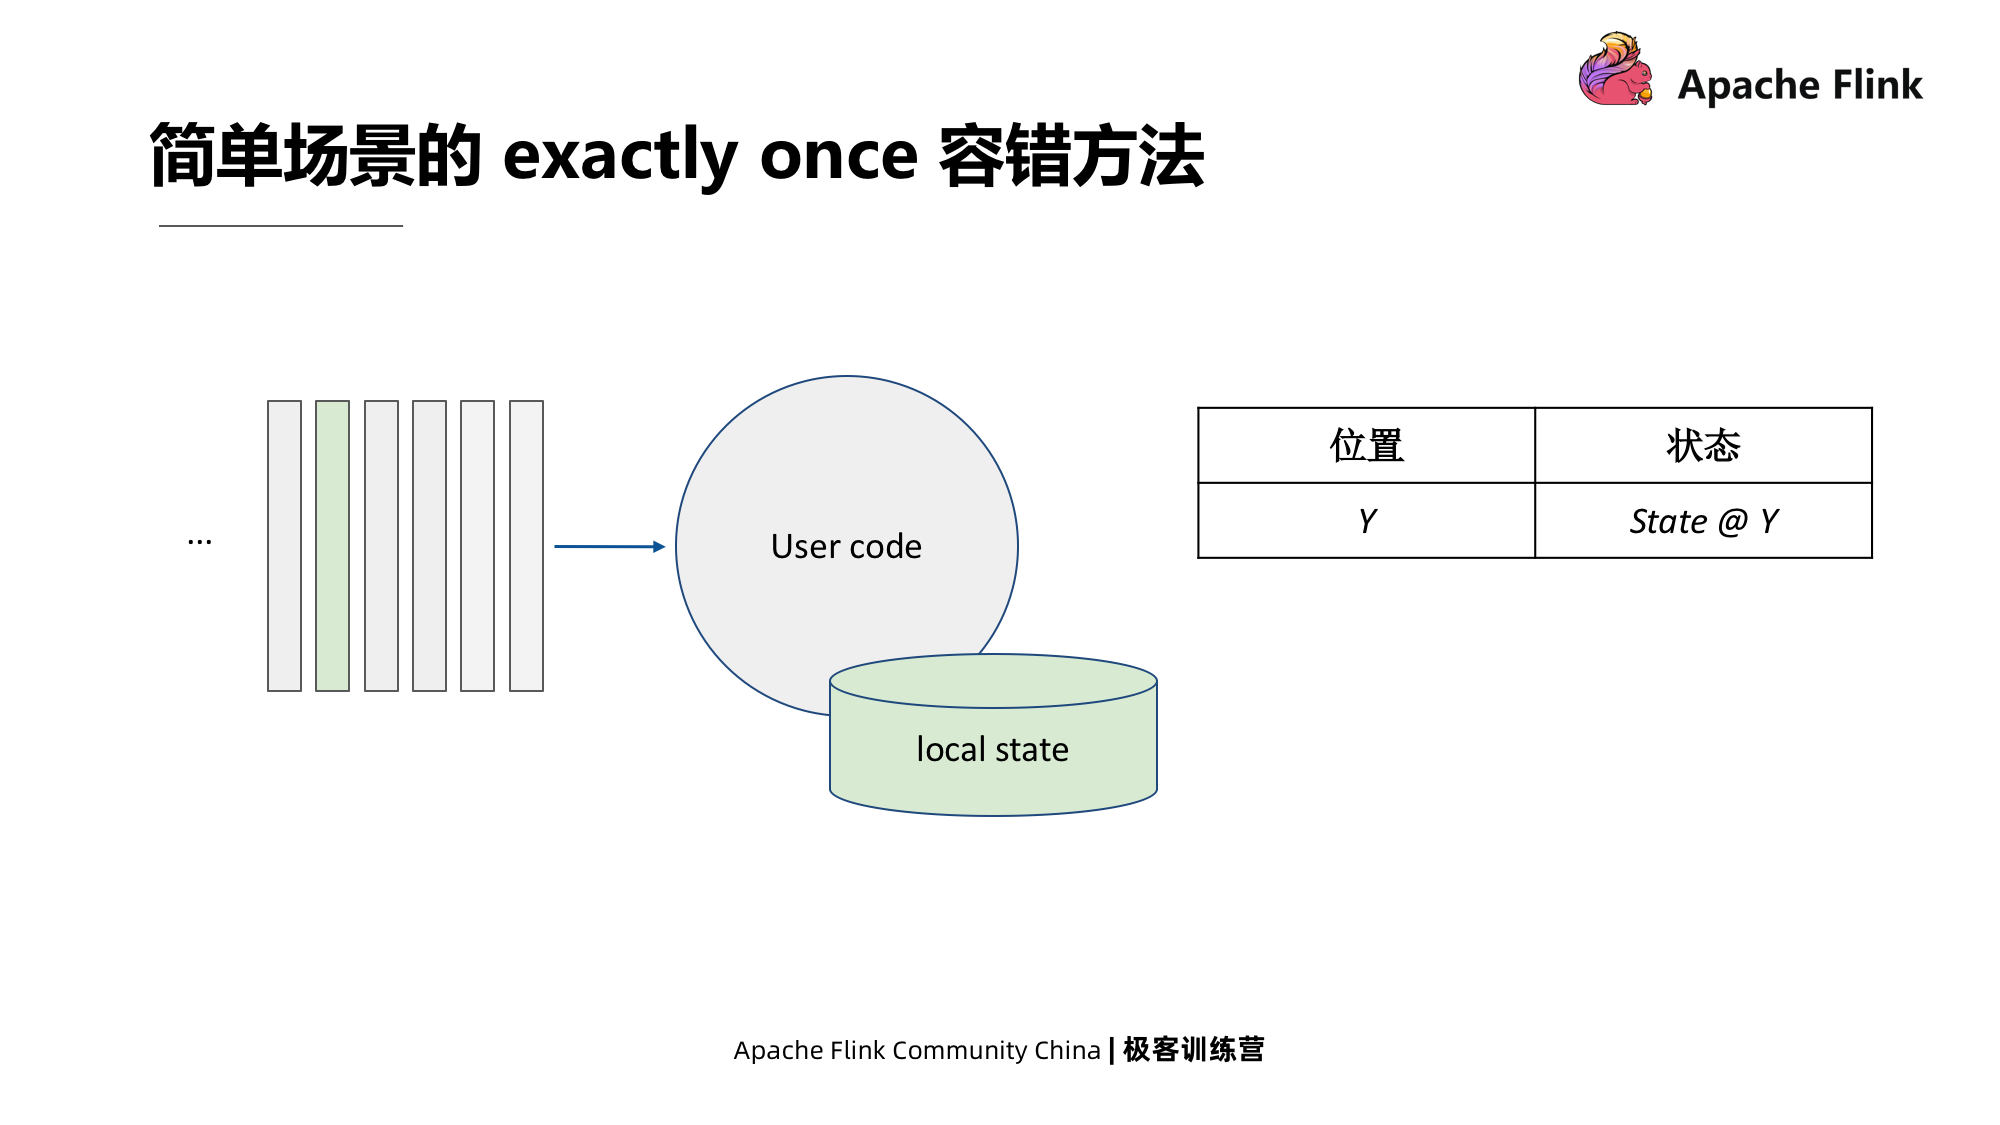 Apache Flink
简单场景的 exactly once 容错方法
...
User code
local state
位置 状态
Y State @ Y
Apache Flink Community China | 极客训练营